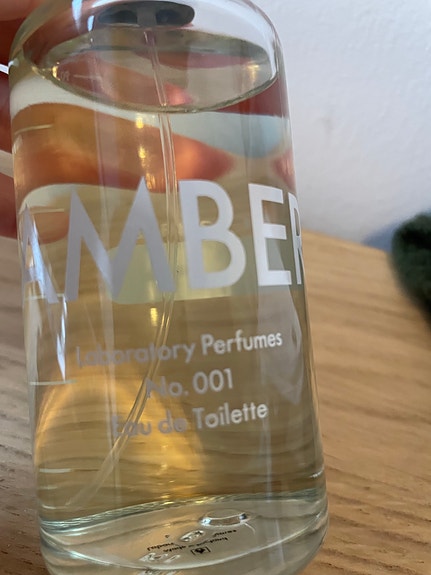 AMBER
Laboratory Perfumes
No. 001
Eau de Toilette